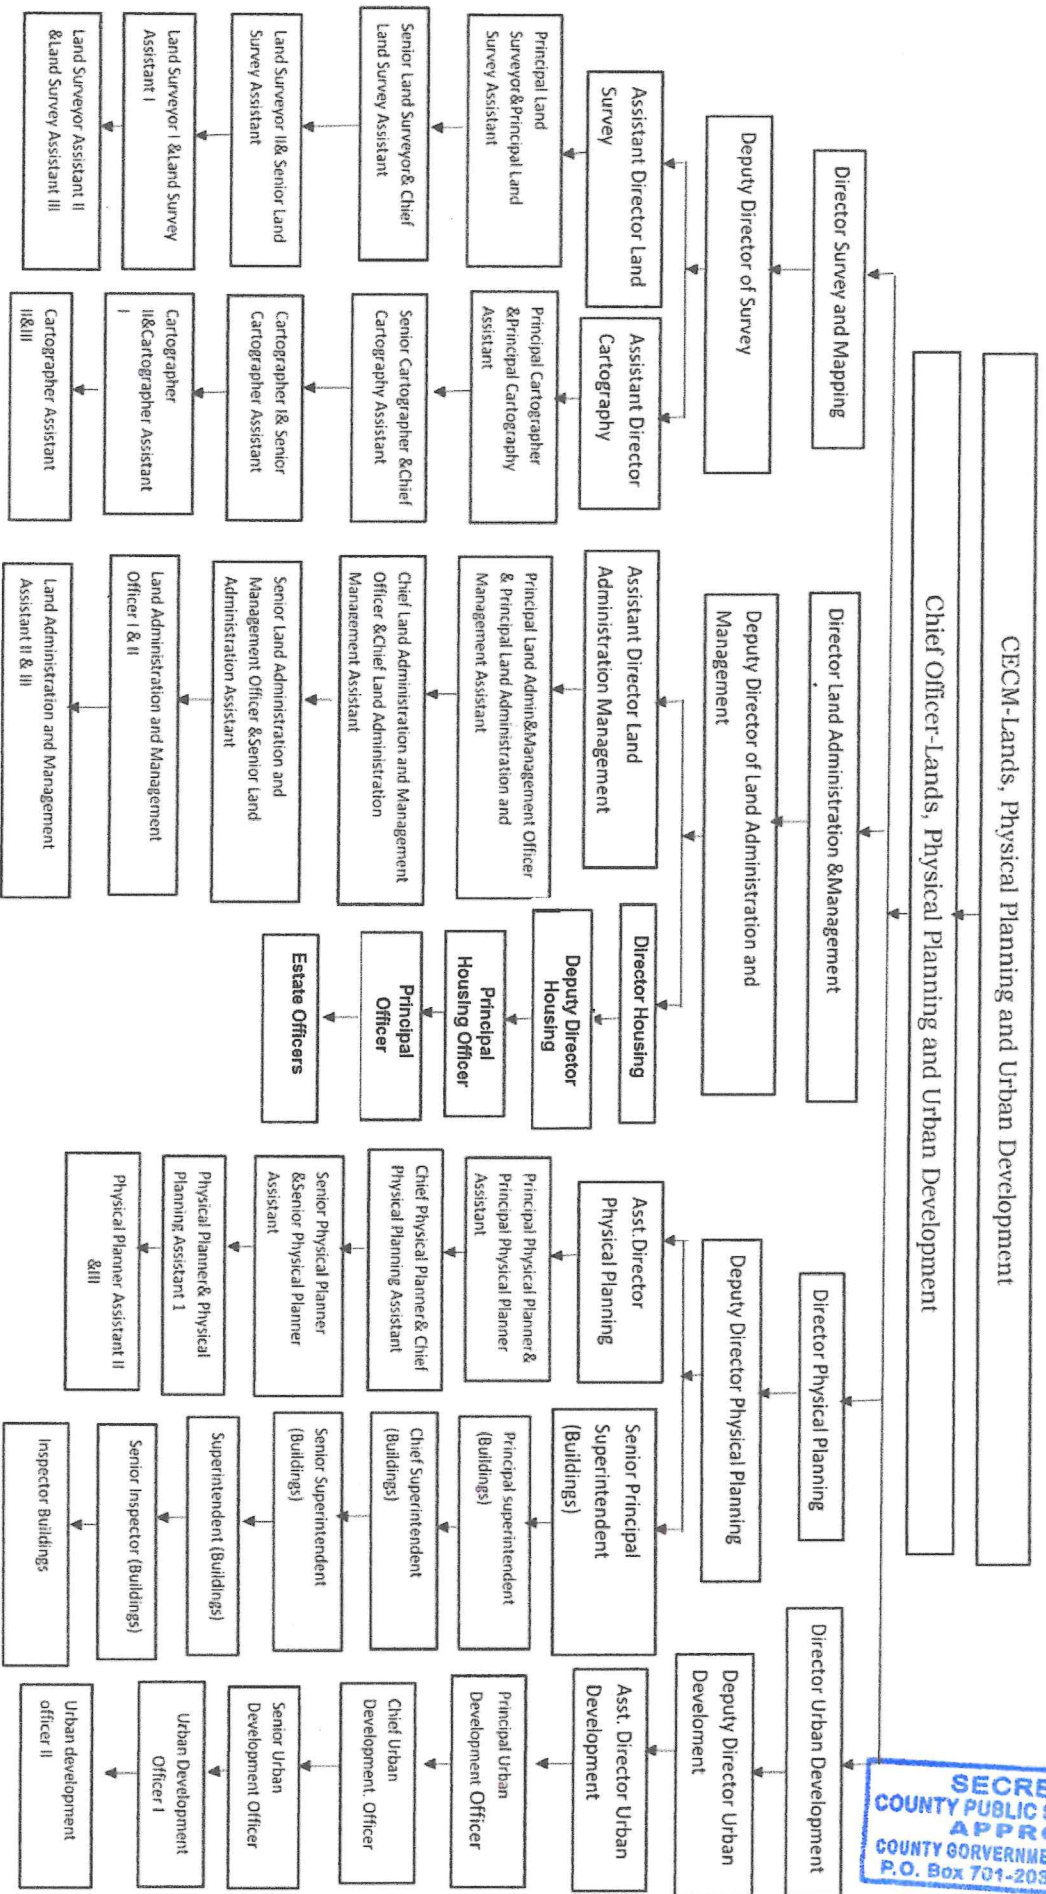 CECM-Lands, Physical Planning and Urban Development
Chief Officer-Lands, Physical Planning and Urban Development
Director Survey and Mapping
Deputy Director of Survey
Assistant Director Land
Survey
Principal Land
Surveyor&Principal Land
Survey Assistant
Senior Land Surveyor& Chief
Land Survey Assistant
Land Surveyor II& Senior Land
Survey Assistant
Land Surveyor I &Land Survey
Assistant I
Land Surveyor Assistant II
&Land Survey Assistant III
Assistant Director
Cartography
Principal Cartographer
&Principal Cartography
Assistant
Senior Cartographer &Chief
Cartography Assistant
Cartographer I& Senior
Cartographer Assistant
Cartographer
II&Cartographer Assistant
I
Cartographer Assistant
II&III
Director Land Administration &Management
Deputy Director of Land Administration and
Management
Assistant Director Land
Administration Management
Principal Land Admin&Management Officer
& Principal Land Administration and
Management Assistant
Chief Land Administration and Management
Officer &Chief Land Administration
Management Assistant
Senior Land Administration and
Management Officer &Senior Land
Administration Assistant
Land Administration and Management
Officer I & II
Land Administration and Management
Assistant II & III
Director Housing
Deputy Director
Housing
Principal
Housing Officer
Principal
Officer
Estate Officers
Director Physical Planning
Deputy Director Physical Planning
Asst.Director
Physical Planning
Principal Physical Planner&
Principal Physical Planner
Assistant
Chief Physical Planner& Chief
Physical Planning Assistant
Senior Physical Planner
&Senior Physical Planner
Assistant
Physical Planner& Physical
Planning Assistant 1
Physical Planner Assistant II
&III
Senior Principal
Superintendent
(Buildings)
Principal superintendent
(Buildings)
Chief Superintendent
(Buildings)
Senior Superintendent
(Buildings)
Superintendent (Buildings)
Senior Inspector (Buildings)
Inspector Buildings
Director Urban Development
Deputy Director Urban
Develoment
Asst. Director Urban
Development
Principal Urban
Development Officer
Chief Urban
Development. Officer
Senior Urban
Development Officer
Urban Development
Officer I
Urban development
officer II
COUNTY PUBLIC
P.O. Box 701-203